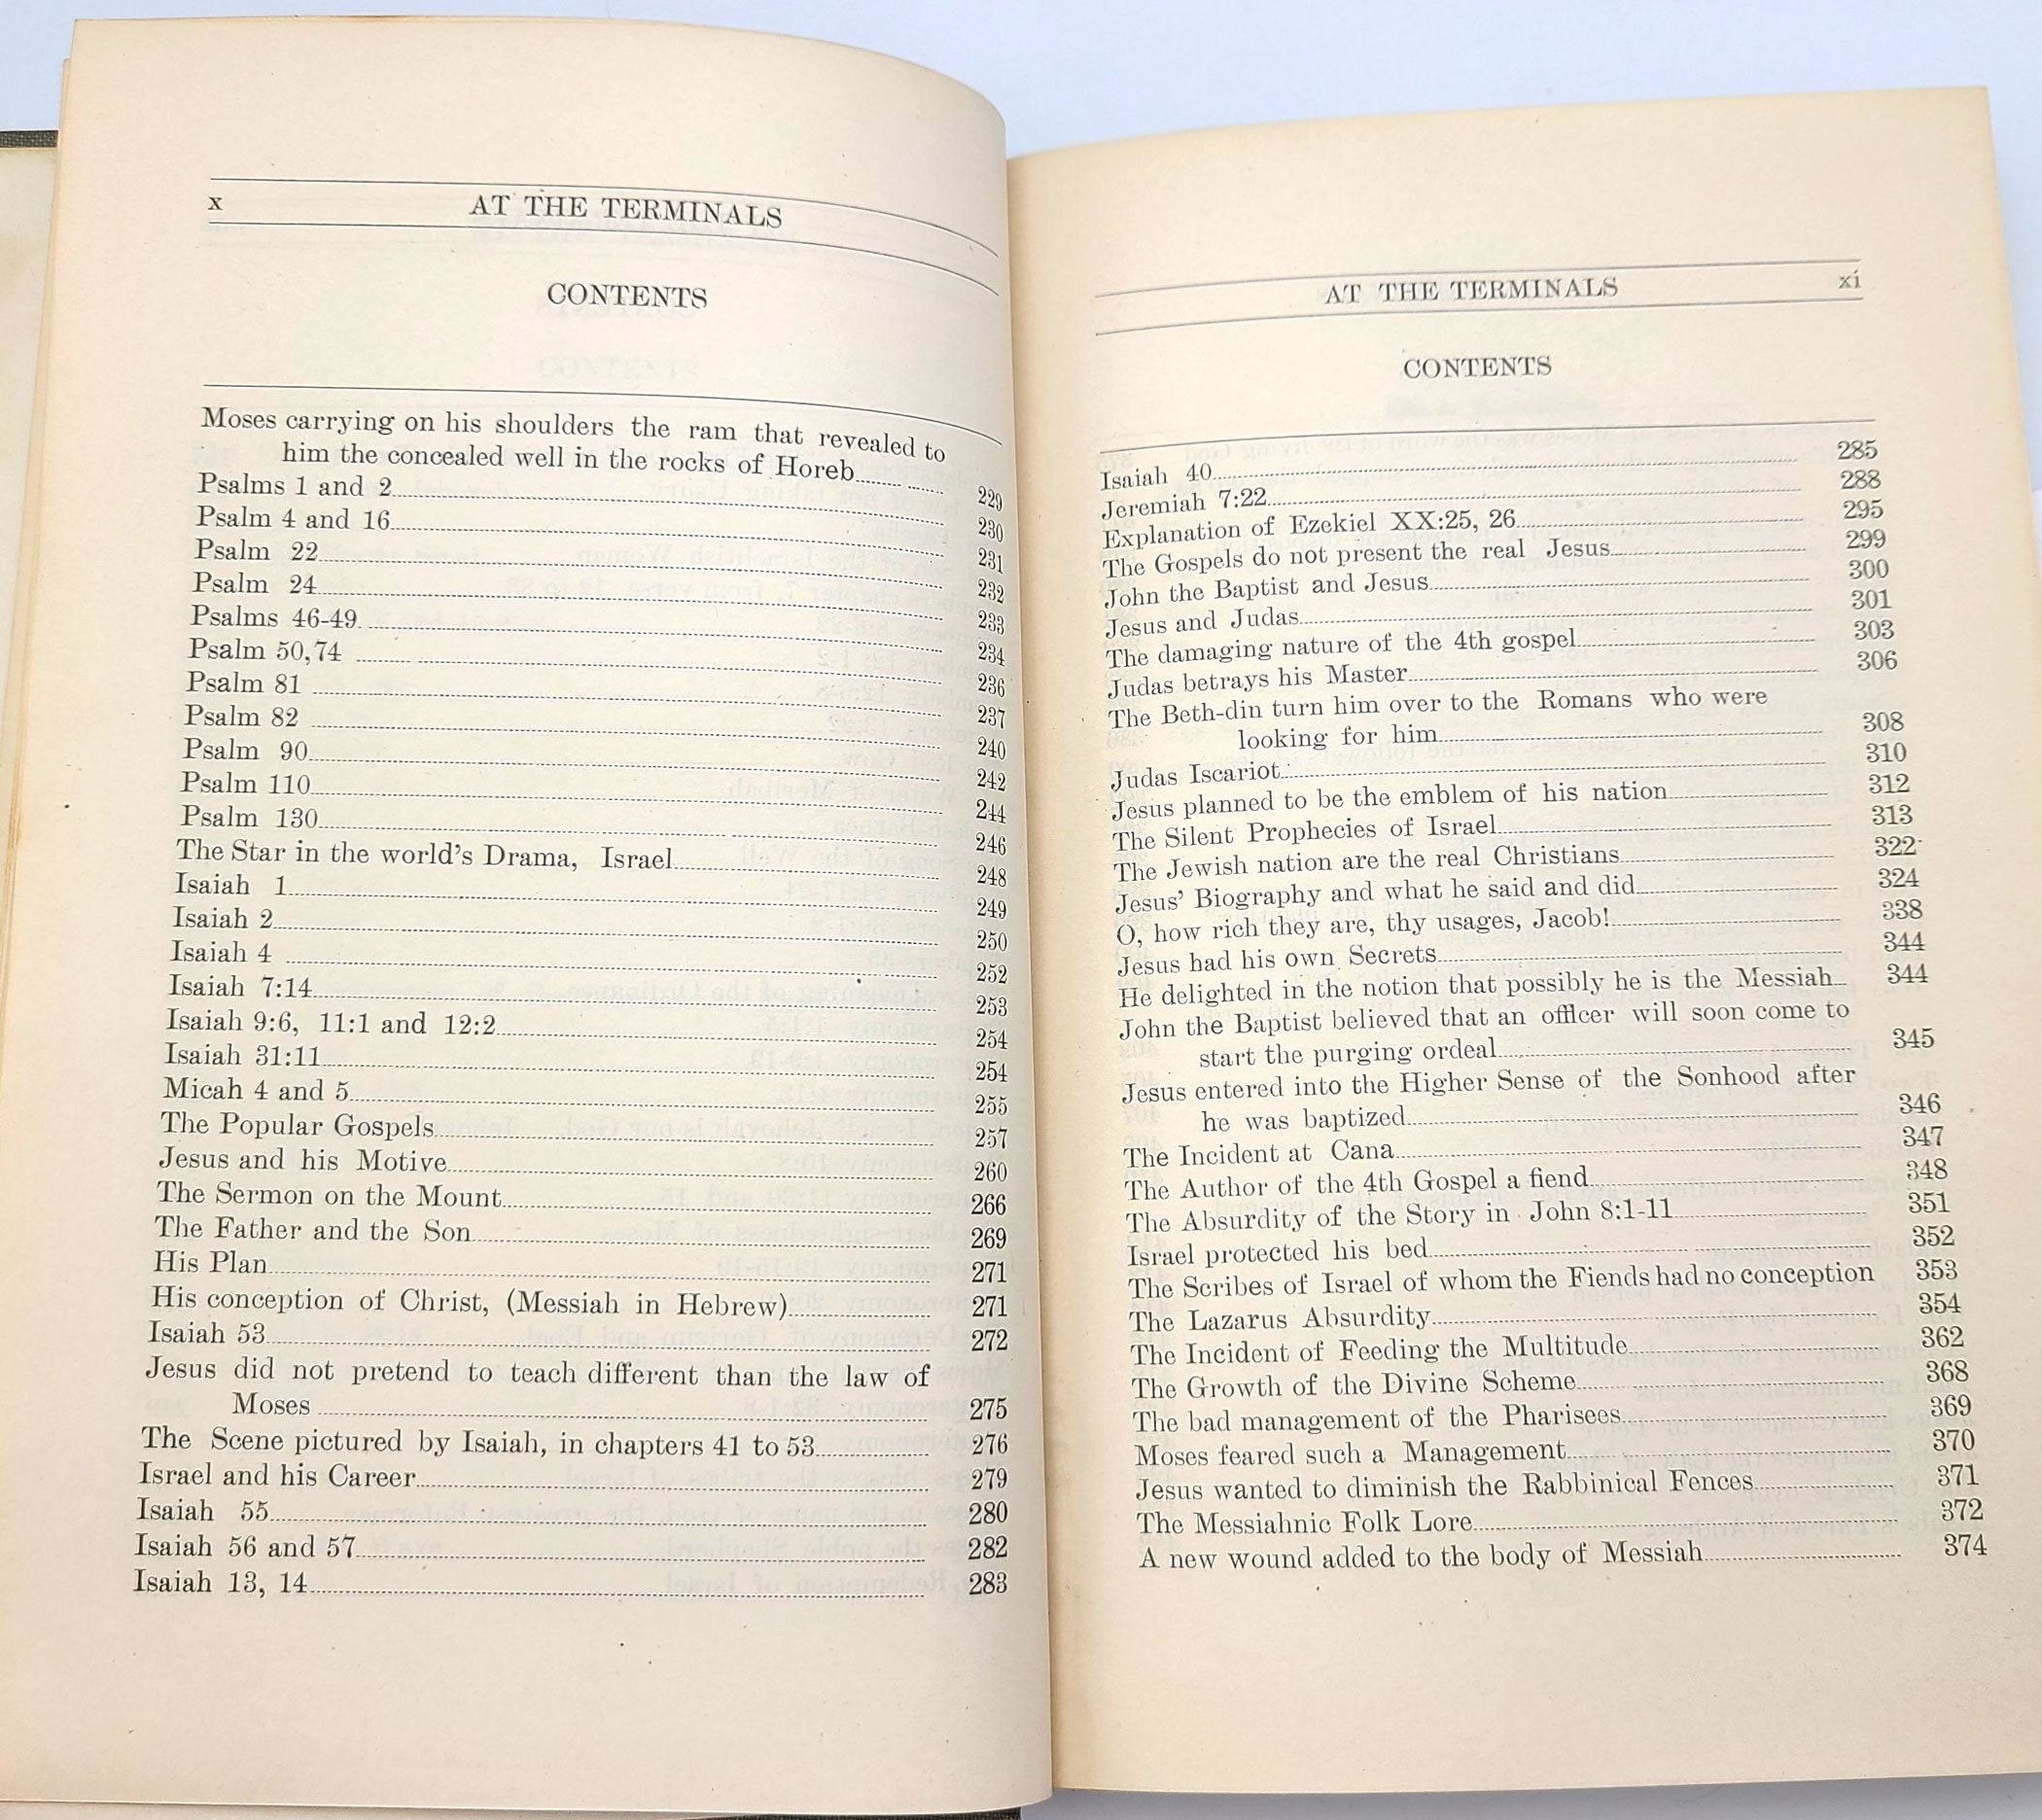 x AT THE TERMINALS
CONTENTS
Moses carrying on his shoulders the ram that revealed to
him the concealed well in the rocks of Horeb 229
Psalms 1 and 2 230
Psalm 4 and 16 231
Psalm 22 232
Psalm 24 233
Psalms 46-49 234
Psalm 50,74 236
Psalm 81 237
Psalm 82 240
Psalm 90 242
Psalm 110 244
Psalm 130 246
The Star in the world's Drama, Israel 248
Isaiah 1 249
Isaiah 2 250
Isaiah 4 252
Isaiah 7:14 253
Isaiah 9:6, 11:1 and 12:2 254
Isaiah 31:11 254
Micah 4 and 5 255
The Popular Gospels 257
Jesus and his Motive 260
The Sermon on the Mount 266
The Father and the Son 269
His Plan 271
His conception of Christ, (Messiah in Hebrew) 271
Isaiah 53 272
Jesus did not pretend to teach different than the law of
Moses 275
The Scene pictured by Isaiah, in chapters 41 to 53 276
Israel and his Career 279
Isaiah 55 280
Isaiah 56 and 57 282
Isaiah 13, 14 283
AT THE TERMINALS xi
CONTENTS
Isaiah 40 285
Jeremiah 7:22 288
Explanation of Ezekiel XX:25, 26 295
The Gospels do not present the real Jesus 299
John the Baptist and Jesus 300
Jesus and Judas 301
The damaging nature of the 4th gospel 303
Judas betrays his Master 306
The Beth-din turn him over to the Romans who were
looking for him 308
Judas Iscariot 310
Jesus planned to be the emblem of his nation 312
The Silent Prophecies of Israel 313
The Jewish nation are the real Christians 322
Jesus' Biography and what he said and did 324
O, how rich they are, thy usages, Jacob! 338
Jesus had his own Secrets 344
He delighted in the notion that possibly he is the Messiah 344
John the Baptist believed that an officer will soon come to
start the purging ordeal 345
Jesus entered into the Higher Sense of the Sonhood after
he was baptized 346
The Incident at Cana 347
The Author of the 4th Gospel a fiend 348
The Absurdity of the Story in John 8:1-11 351
Israel protected his bed 352
The Scribes of Israel of whom the Fiends had no conception 353
The Lazarus Absurdity 354
The Incident of Feeding the Multitude 362
The Growth of the Divine Scheme 368
The bad management of the Pharisees 369
Moses feared such a Management 370
Jesus wanted to diminish the Rabbinical Fences 371
The Messiahnic Folk Lore 372
A new wound added to the body of Messiah 374